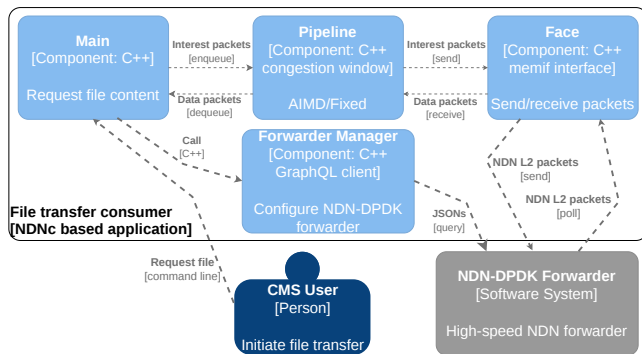 Main
[Component: C++]
Request file content
Interest packets
[enqueue]
Data packets
[dequeue]
Pipeline
[Component: C++
congestion window]
AIMD/Fixed
Interest packets
[send]
Data packets
[receive]
Face
[Component: C++
memif interface]
Send/receive packets
Call
[C++]
Forwarder Manager
[Component: C++
GraphQL client]
Configure NDN-DPDK
forwarder
NDN L2 packets
[send]
NDN L2 packets
[poll]
JSONs
[query]
File transfer consumer
[NDNc based application]
Request file
[command line]
CMS User
[Person]
Initiate file transfer
NDN-DPDK Forwarder
[Software System]
High-speed NDN forwarder